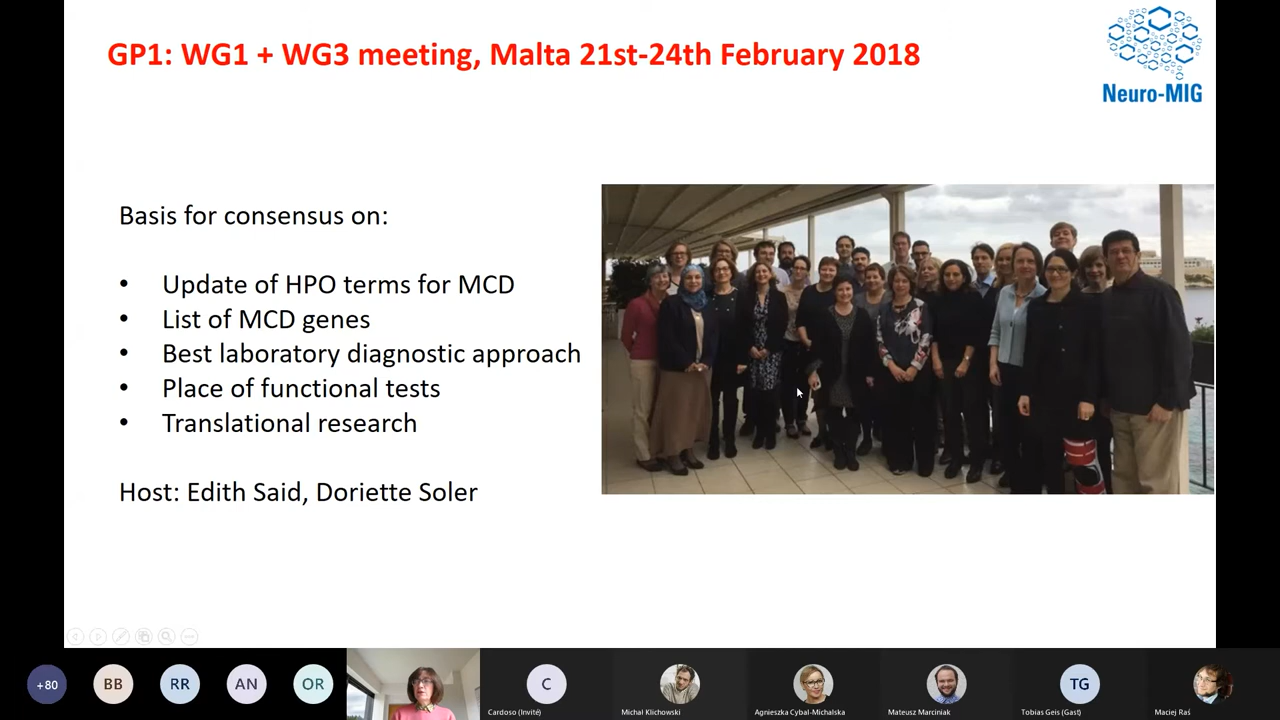 GP1: WG1 + WG3 meeting, Malta 21st-24th February 2018
Neuro-MIG
Basis for consensus on:
• Update of HPO terms for MCD
• List of MCD genes
• Best laboratory diagnostic approach
• Place of functional tests
• Translational research
Host: Edith Said, Doriette Soler
+80
BB
RR
AN
OR
C
TG
Cardoso (Invité)
Michał Klichowski
Agnieszka Cybal-Michalska
Mateusz Marciniak
Tobias Geis (Gast)
Maciej Raś